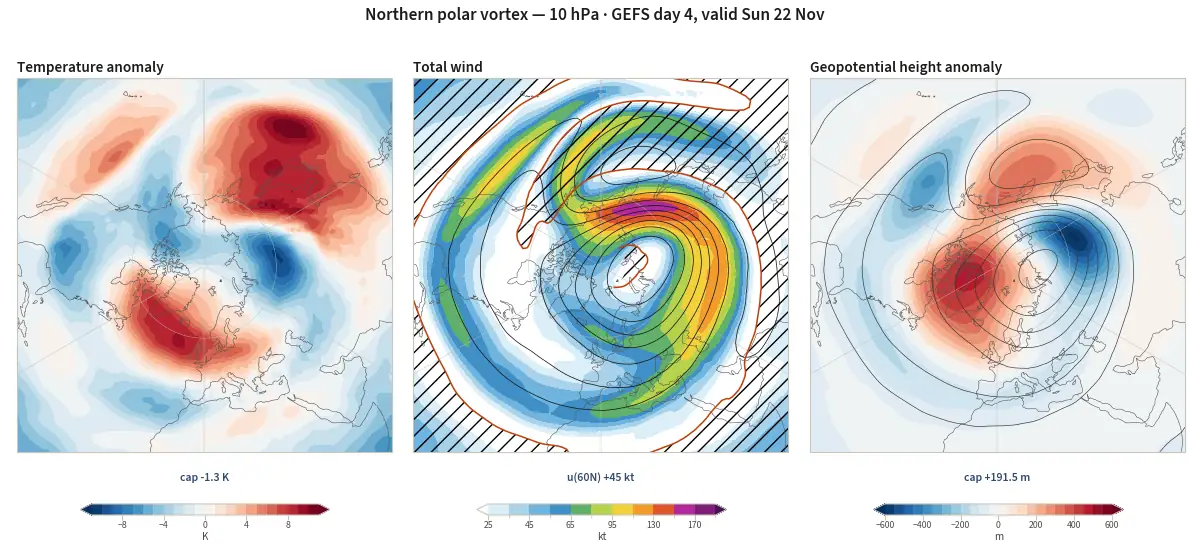 Northern polar vortex — 10 hPa · GEFS day 4, valid Sun 22 Nov
Temperature anomaly
Total wind
Geopotential height anomaly
cap -1.3 K
u(60N) +45 kt
cap +191.5 m
−8 −4 0 4 8
K
25 45 65 95 130 170
kt
−600 −400 −200 0 200 400 600
m